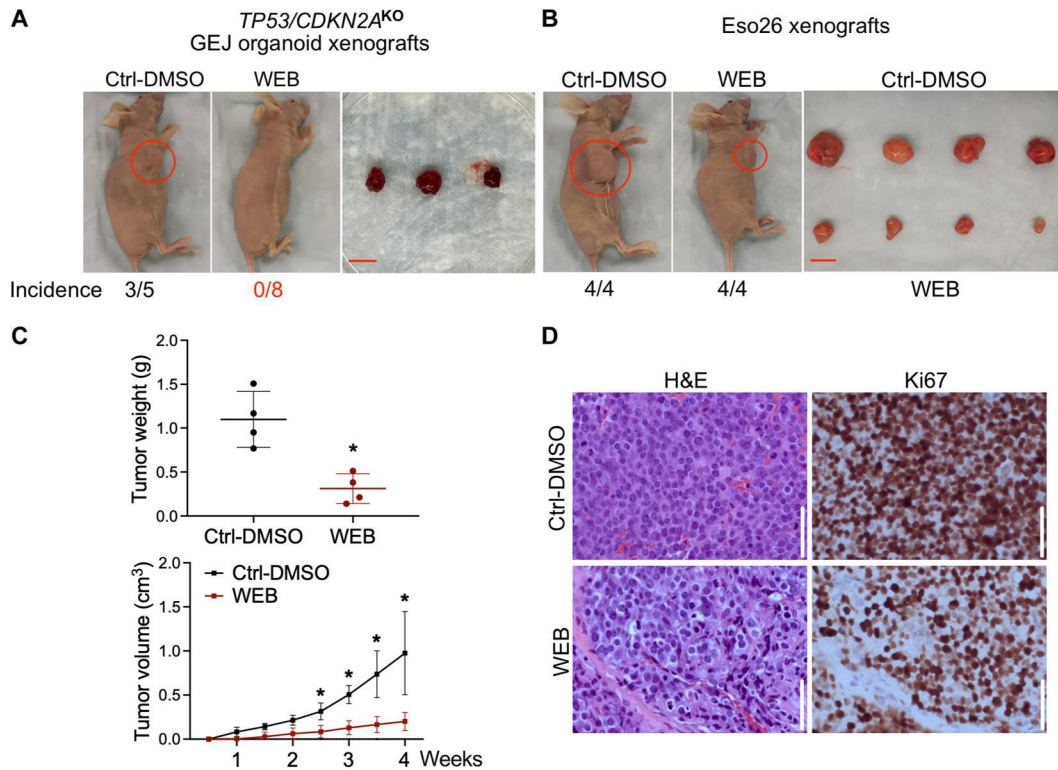 A
TP53/CDKN2A^KO
GEJ organoid xenografts
Ctrl-DMSO WEB
Incidence 3/5 0/8
B
Eso26 xenografts
Ctrl-DMSO WEB Ctrl-DMSO
4/4 4/4 WEB
C
Tumor weight (g)
2.0
1.5
1.0
0.5
0.0
*
Ctrl-DMSO WEB
Tumor volume (cm³)
2.0
1.5
1.0
0.5
0.0
Ctrl-DMSO
WEB
* * * *
1 2 3 4 Weeks
D
H&E Ki67
Ctrl-DMSO
WEB